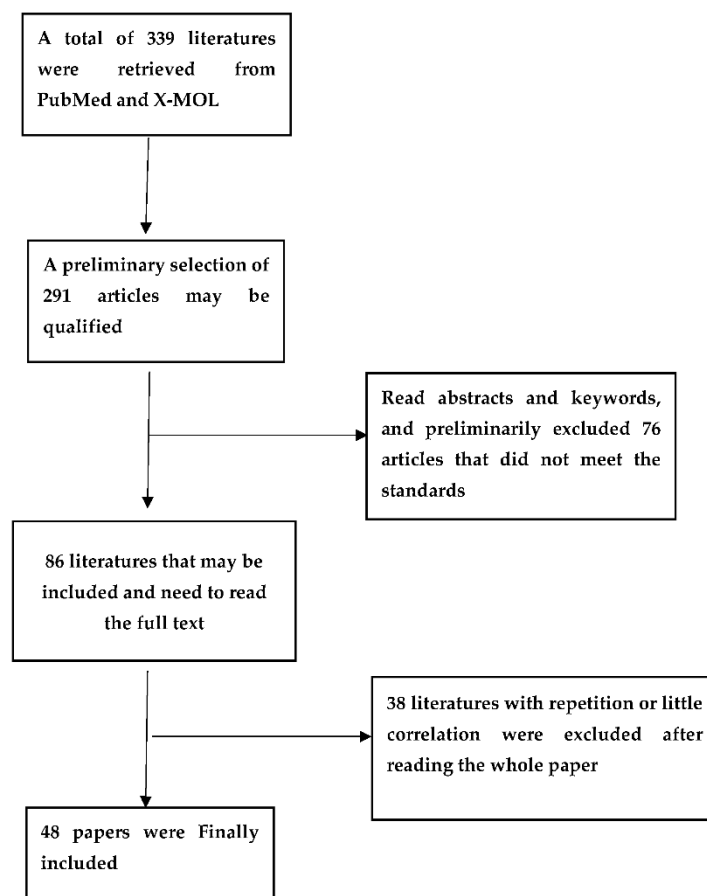 A total of 339 literatures
were retrieved from
PubMed and X-MOL
A preliminary selection of
291 articles may be
qualified
Read abstracts and keywords,
and preliminarily excluded 76
articles that did not meet the
standards
86 literatures that may be
included and need to read
the full text
38 literatures with repetition or little
correlation were excluded after
reading the whole paper
48 papers were Finally
included